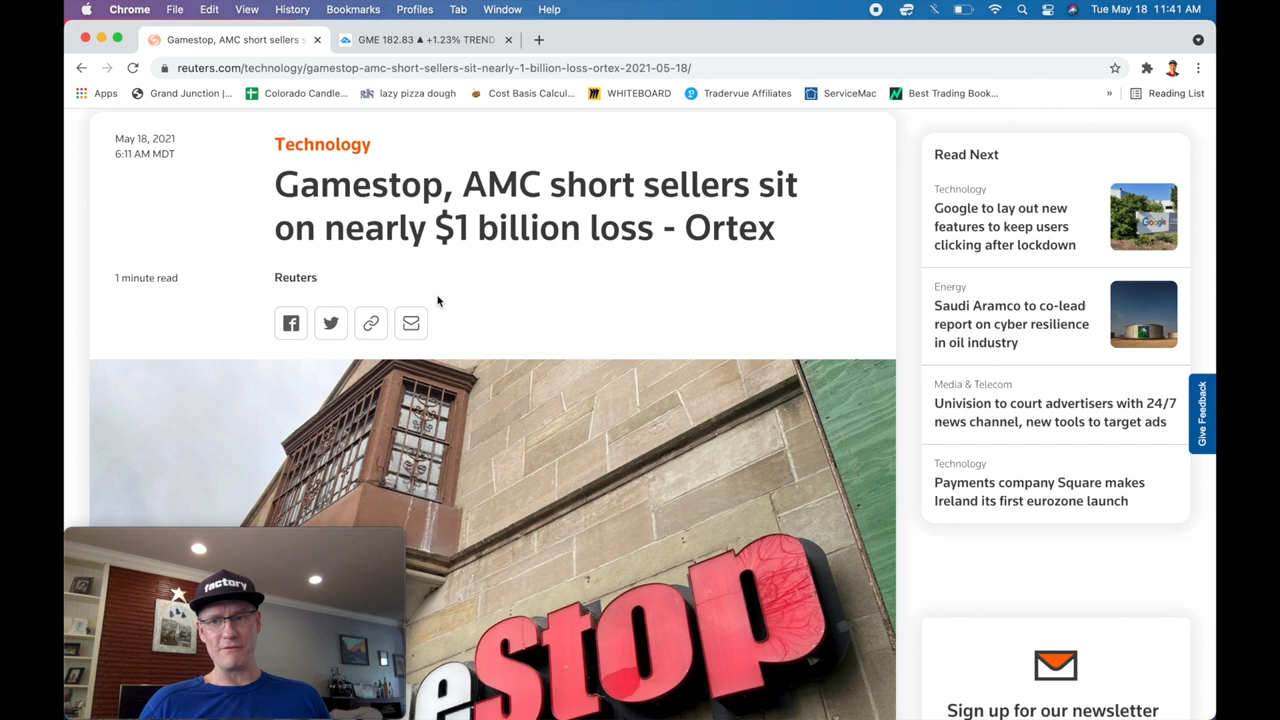 Chrome File Edit View History Bookmarks Profiles Tab Window Help Tue May 18 11:41 AM
Gamestop, AMC short sellers s
GME 182.83 ▲ +1.23% TREND
reuters.com/technology/gamestop-amc-short-sellers-sit-nearly-1-billion-loss-ortex-2021-05-18/
Apps Grand Junction |... Colorado Candle... lazy pizza dough Cost Basis Calcul... WHITEBOARD Tradervue Affiliates ServiceMac Best Trading Book... » Reading List
May 18, 2021
6:11 AM MDT
Technology
Gamestop, AMC short sellers sit
on nearly $1 billion loss - Ortex
1 minute read
Reuters
estop
factory
Read Next
Technology
Google to lay out new
features to keep users
clicking after lockdown
Google
Energy
Saudi Aramco to co-lead
report on cyber resilience
in oil industry
Media & Telecom
Univision to court advertisers with 24/7
news channel, new tools to target ads
Technology
Payments company Square makes
Ireland its first eurozone launch
Give Feedback
Sign up for our newsletter